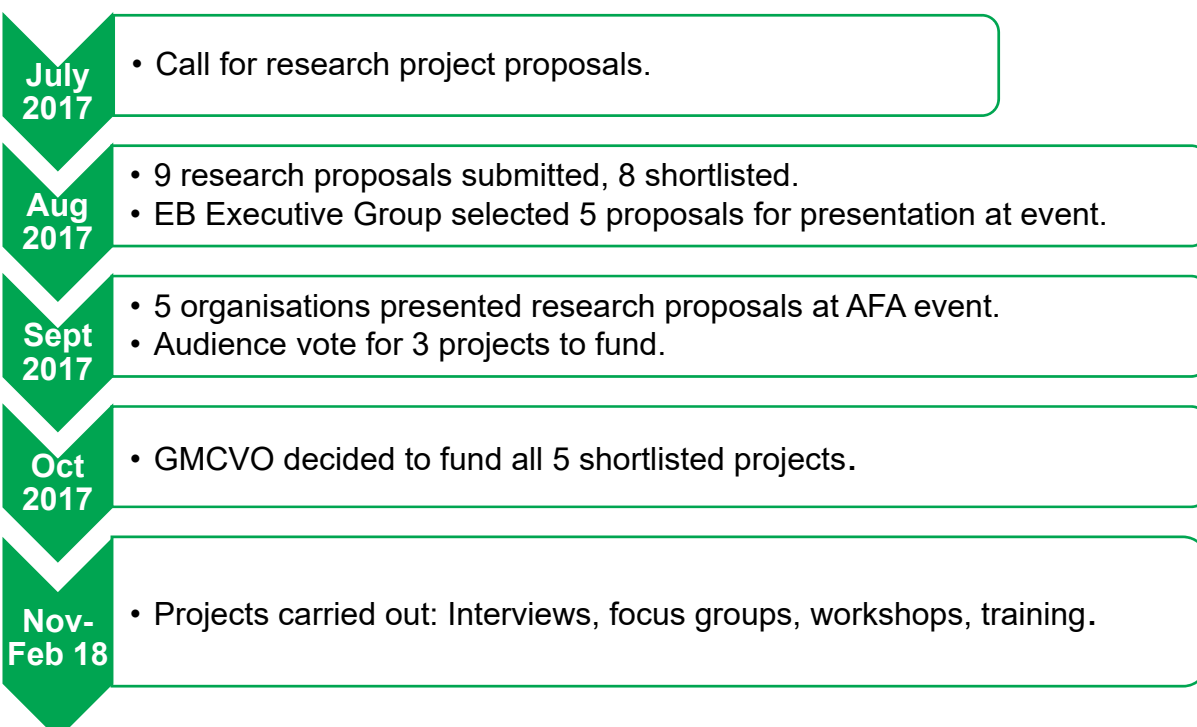 July
2017
• Call for research project proposals.
Aug
2017
• 9 research proposals submitted, 8 shortlisted.
• EB Executive Group selected 5 proposals for presentation at event.
Sept
2017
• 5 organisations presented research proposals at AFA event.
• Audience vote for 3 projects to fund.
Oct
2017
• GMCVO decided to fund all 5 shortlisted projects.
Nov-
Feb 18
• Projects carried out: Interviews, focus groups, workshops, training.